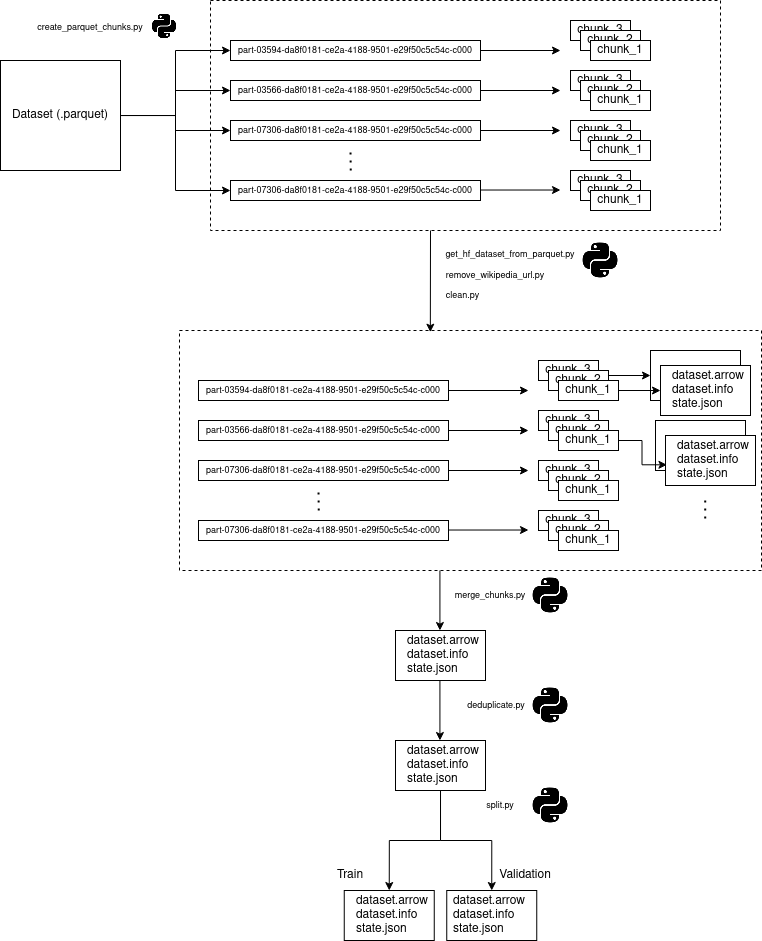 create_parquet_chunks.py
Dataset (.parquet)
part-03594-da8f0181-ce2a-4188-9501-e29f50c5c54c-c000
chunk_3
chunk_2
chunk_1
part-03566-da8f0181-ce2a-4188-9501-e29f50c5c54c-c000
chunk_3
chunk_2
chunk_1
part-07306-da8f0181-ce2a-4188-9501-e29f50c5c54c-c000
chunk_3
chunk_2
chunk_1
part-07306-da8f0181-ce2a-4188-9501-e29f50c5c54c-c000
chunk_3
chunk_2
chunk_1
get_hf_dataset_from_parquet.py
remove_wikipedia_url.py
clean.py
part-03594-da8f0181-ce2a-4188-9501-e29f50c5c54c-c000
chunk_3
chunk_2
chunk_1
dataset.arrow
dataset.info
state.json
part-03566-da8f0181-ce2a-4188-9501-e29f50c5c54c-c000
chunk_3
chunk_2
chunk_1
dataset.arrow
dataset.info
state.json
part-07306-da8f0181-ce2a-4188-9501-e29f50c5c54c-c000
chunk_3
chunk_2
chunk_1
part-07306-da8f0181-ce2a-4188-9501-e29f50c5c54c-c000
chunk_3
chunk_2
chunk_1
merge_chunks.py
dataset.arrow
dataset.info
state.json
deduplicate.py
dataset.arrow
dataset.info
state.json
split.py
Train
Validation
dataset.arrow
dataset.info
state.json
dataset.arrow
dataset.info
state.json